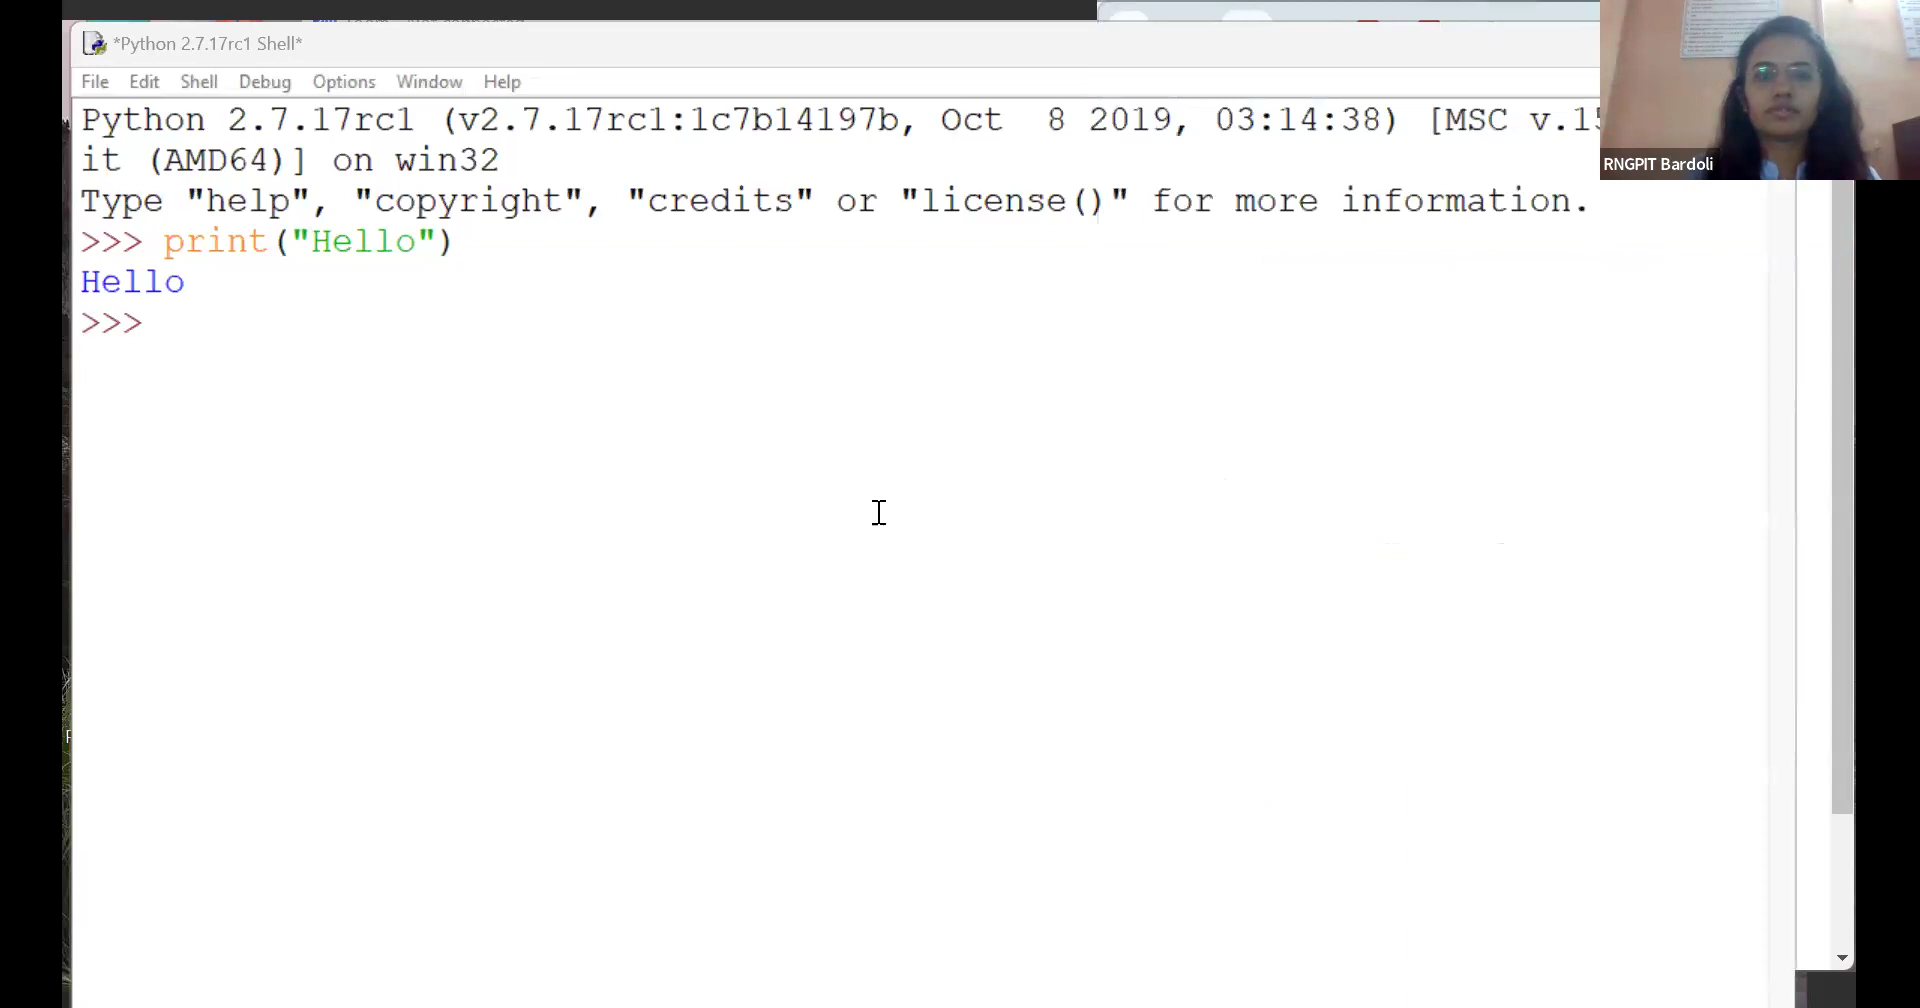 *Python 2.7.17rc1 Shell*
File Edit Shell Debug Options Window Help
Python 2.7.17rc1 (v2.7.17rc1:1c7b14197b, Oct  8 2019, 03:14:38) [MSC v.15
it (AMD64)] on win32
Type "help", "copyright", "credits" or "license()" for more information.
>>> print("Hello")
Hello
>>>
RNGPIT Bardoli